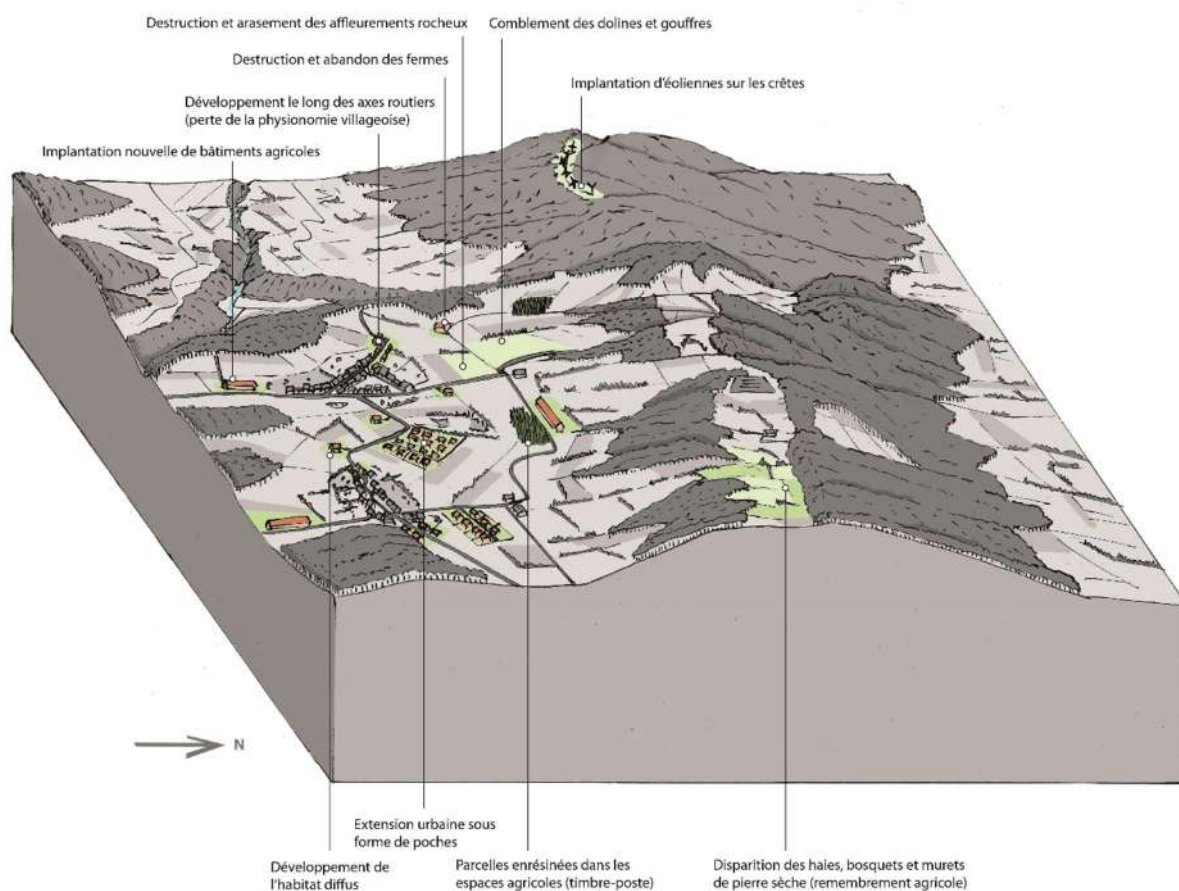 Destruction et arasement des affleurements rocheux
Comblement des dolines et gouffres
Destruction et abandon des fermes
Implantation d'éoliennes sur les crêtes
Développement le long des axes routiers
(perte de la physionomie villageoise)
Implantation nouvelle de bâtiments agricoles
N
Extension urbaine sous
forme de poches
Développement de
l'habitat diffus
Parcelles enrésinées dans les
espaces agricoles (timbre-poste)
Disparition des haies, bosquets et murets
de pierre sèche (remembrement agricole)